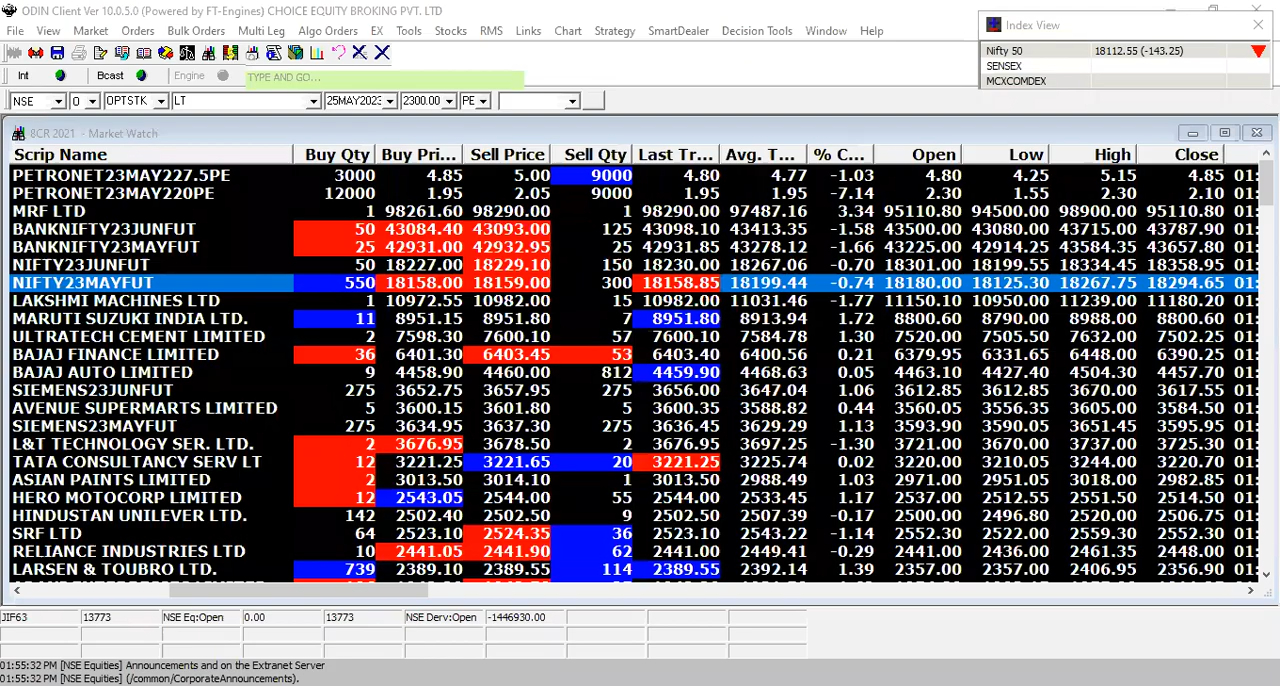 ODIN Client Ver 10.0.5.0 (Powered by FT-Engines) CHOICE EQUITY BROKING PVT. LTD
File View Market Orders Bulk Orders Multi Leg Algo Orders EX Tools Stocks RMS Links Chart Strategy SmartDealer Decision Tools Window Help
Index View
Nifty 50 18112.55 (-143.25)
SENSEX
MCXCOMDEX
Int Bcast Engine TYPE AND GO...
NSE O OPTSTK LT 25MAY2023 2300.00 PE
8CR 2021 - Market Watch
Scrip Name Buy Qty Buy Pri... Sell Price Sell Qty Last Tr... Avg. T... % C... Open Low High Close
PETRONET23MAY227.5PE 3000 4.85 5.00 9000 4.80 4.77 -1.03 4.80 4.25 5.15 4.85 01:
PETRONET23MAY220PE 12000 1.95 2.05 9000 1.95 1.95 -7.14 2.30 1.55 2.30 2.10 01:
MRF LTD 1 98261.60 98290.00 1 98290.00 97487.16 3.34 95110.80 94500.00 98900.00 95110.80 01:
BANKNIFTY23JUNFUT 50 43084.40 43093.00 125 43098.10 43413.35 -1.58 43500.00 43080.00 43715.00 43787.90 01:
BANKNIFTY23MAYFUT 25 42931.00 42932.95 25 42931.85 43278.12 -1.66 43225.00 42914.25 43584.35 43657.80 01:
NIFTY23JUNFUT 50 18227.00 18229.10 150 18230.00 18267.06 -0.70 18301.00 18199.55 18334.45 18358.95 01:
NIFTY23MAYFUT 550 18158.00 18159.00 300 18158.85 18199.44 -0.74 18180.00 18125.30 18267.75 18294.65 01:
LAKSHMI MACHINES LTD 1 10972.55 10982.00 15 10982.00 11031.46 -1.77 11150.10 10950.00 11239.00 11180.20 01:
MARUTI SUZUKI INDIA LTD. 11 8951.15 8951.80 7 8951.80 8913.94 1.72 8800.60 8790.00 8988.00 8800.60 01:
ULTRATECH CEMENT LIMITED 2 7598.30 7600.10 57 7600.10 7584.78 1.30 7520.00 7505.00 7632.00 7502.25 01:
BAJAJ FINANCE LIMITED 36 6401.30 6403.45 53 6403.40 6400.56 0.21 6379.95 6331.65 6448.00 6390.25 01:
BAJAJ AUTO LIMITED 9 4458.90 4460.00 812 4459.90 4468.63 0.05 4463.10 4427.40 4504.30 4457.70 01:
SIEMENS23JUNFUT 275 3652.75 3657.95 275 3656.00 3647.04 1.06 3612.85 3612.85 3670.00 3617.55 01:
AVENUE SUPERMARTS LIMITED 5 3600.15 3601.80 5 3600.35 3588.82 0.44 3560.05 3556.35 3605.00 3584.50 01:
SIEMENS23MAYFUT 275 3634.95 3637.30 275 3636.45 3629.29 1.13 3593.90 3590.05 3651.45 3595.95 01:
L&T TECHNOLOGY SER. LTD. 2 3676.95 3678.50 2 3676.95 3697.25 -1.30 3721.00 3670.00 3737.00 3725.30 01:
TATA CONSULTANCY SERV LT 12 3221.25 3221.65 20 3221.25 3225.74 0.02 3220.00 3210.05 3244.00 3220.70 01:
ASIAN PAINTS LIMITED 2 3013.50 3014.10 1 3013.50 2988.49 1.03 2971.00 2951.05 3018.00 2982.85 01:
HERO MOTOCORP LIMITED 12 2543.05 2544.00 55 2544.00 2533.45 1.17 2537.00 2512.55 2551.50 2514.50 01:
HINDUSTAN UNILEVER LTD. 142 2502.40 2502.50 9 2502.50 2507.39 -0.17 2500.00 2496.80 2520.00 2506.75 01:
SRF LTD 64 2523.10 2524.35 36 2523.10 2543.22 -1.14 2552.30 2522.00 2559.30 2552.30 01:
RELIANCE INDUSTRIES LTD 10 2441.05 2441.90 62 2441.00 2449.41 -0.29 2441.00 2436.00 2461.35 2448.00 01:
LARSEN & TOUBRO LTD. 739 2389.10 2389.55 114 2389.55 2392.14 1.39 2357.00 2357.00 2406.95 2356.90 01:
JIF63 13773 NSE Eq:Open 0.00 13773 NSE Derv:Open -1446930.00
01:55:32 PM [NSE Equities] Announcements and on the Extranet Server
01:55:32 PM [NSE Equities] (/common/CorporateAnnouncements).